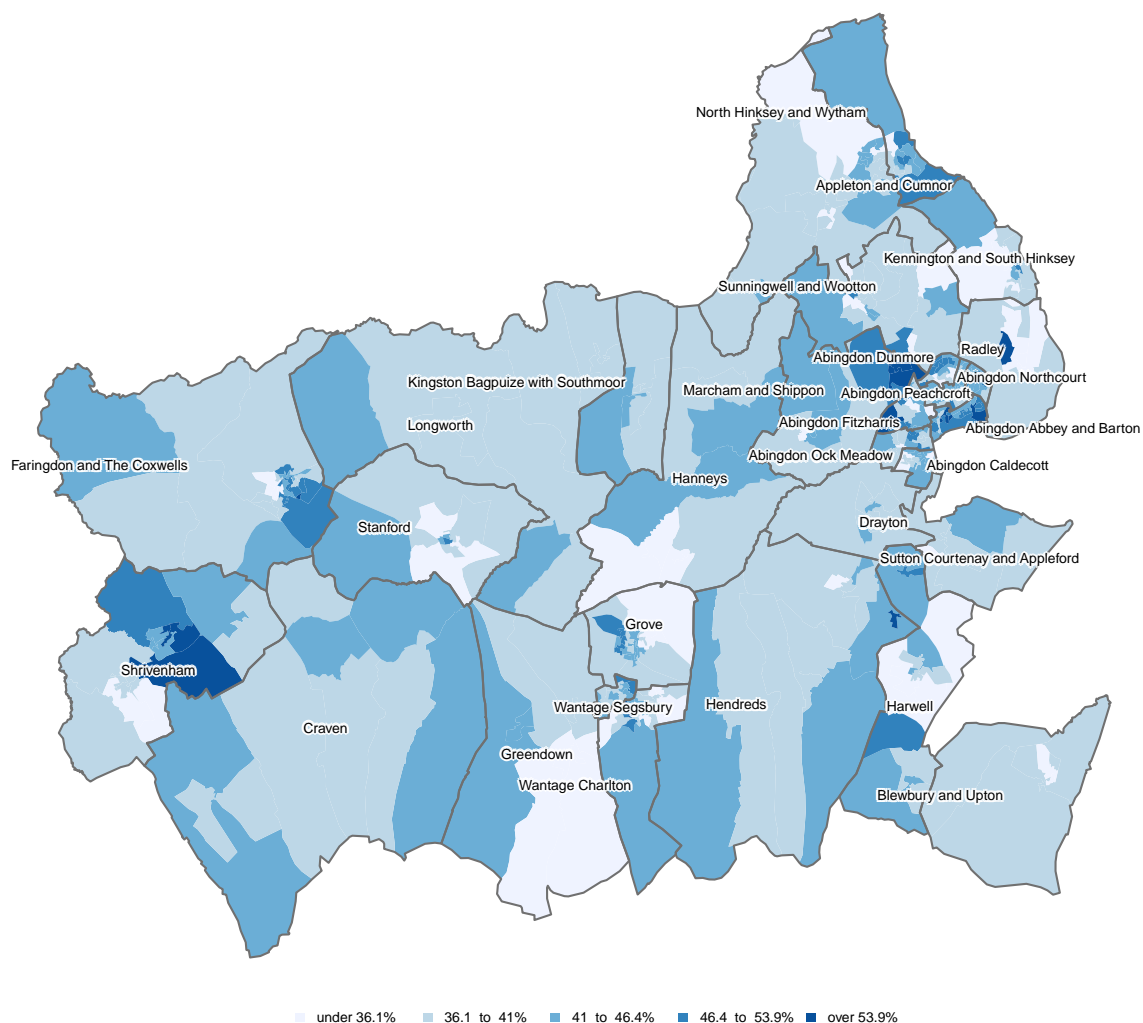 North Hinksey and Wytham
Appleton and Cumnor
Kennington and South Hinksey
Sunningwell and Wootton
Radley
Abingdon Dunmore
Abingdon Northcourt
Kingston Bagpuize with Southmoor
Marcham and Shippon
Abingdon Peachcroft
Longworth
Abingdon Fitzharris
Abingdon Abbey and Barton
Abingdon Ock Meadow
Faringdon and The Coxwells
Abingdon Caldecott
Hanneys
Stanford
Drayton
Sutton Courtenay and Appleford
Grove
Shrivenham
Wantage Segsbury
Hendreds
Harwell
Craven
Greendown
Wantage Charlton
Blewbury and Upton
under 36.1% 36.1 to 41% 41 to 46.4% 46.4 to 53.9% over 53.9%